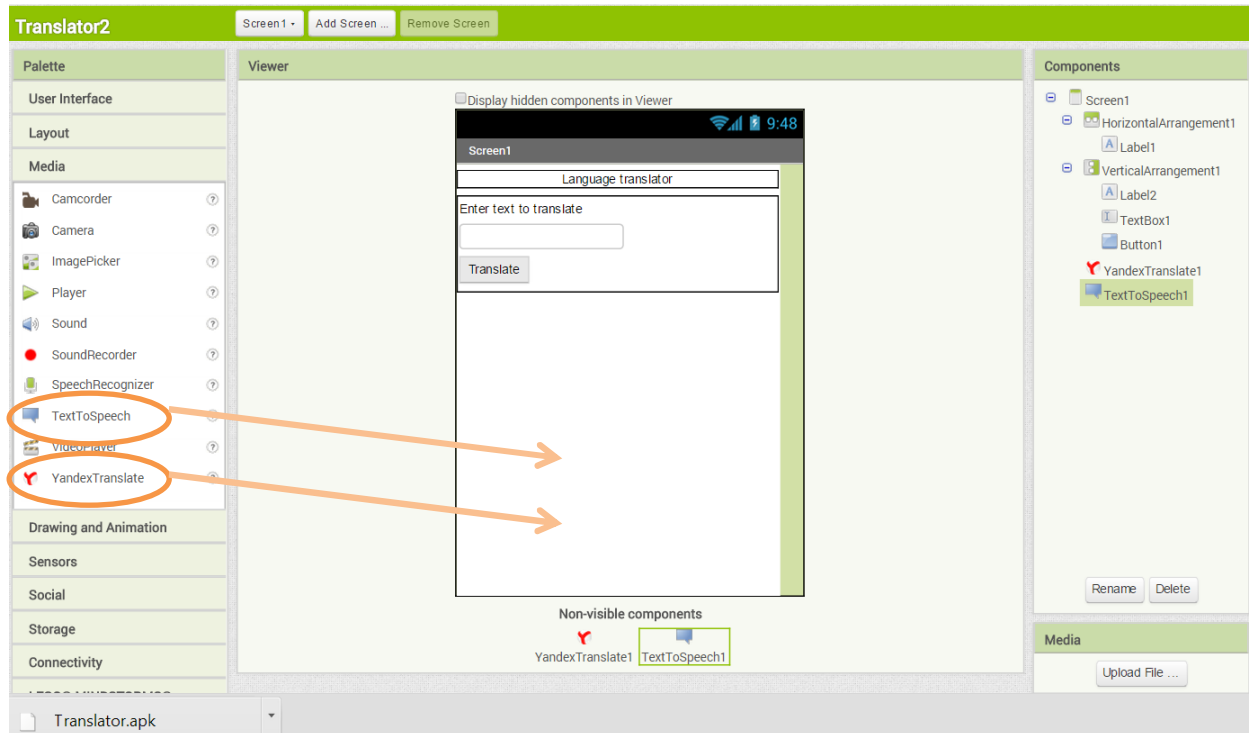 Translator2
Screen1
Add Screen ...
Remove Screen
Palette
User Interface
Layout
Media
Camcorder
Camera
ImagePicker
Player
Sound
SoundRecorder
SpeechRecognizer
TextToSpeech
VideoPlayer
YandexTranslate
Drawing and Animation
Sensors
Social
Storage
Connectivity
Viewer
Display hidden components in Viewer
9:48
Screen1
Language translator
Enter text to translate
Translate
Non-visible components
YandexTranslate1
TextToSpeech1
Components
Screen1
HorizontalArrangement1
Label1
VerticalArrangement1
Label2
TextBox1
Button1
YandexTranslate1
TextToSpeech1
Rename
Delete
Media
Upload File ...
Translator.apk